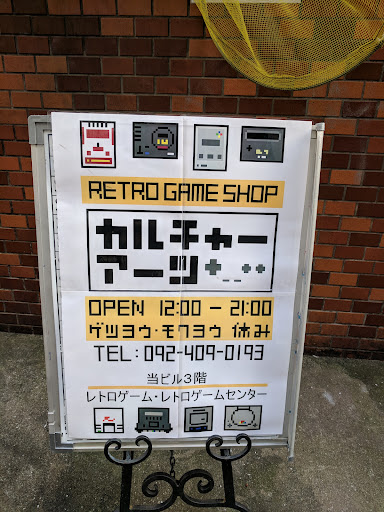 RETRO GAME SHOP
カルチャー
アーツ
OPEN 12:00 - 21:00
ゲツヨウ・モクヨウ 休み
TEL: 092-409-0193
当ビル3階
レトロゲーム・レトロゲームセンター